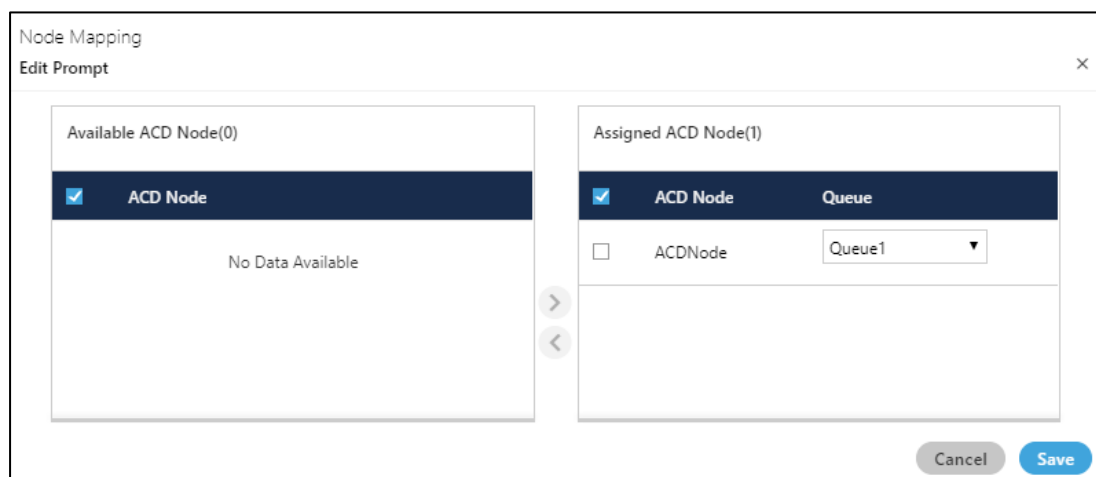 Node Mapping
Edit Prompt
Available ACD Node(0)
ACD Node
No Data Available
Assigned ACD Node(1)
ACD Node Queue
ACDNode Queue1
Cancel Save